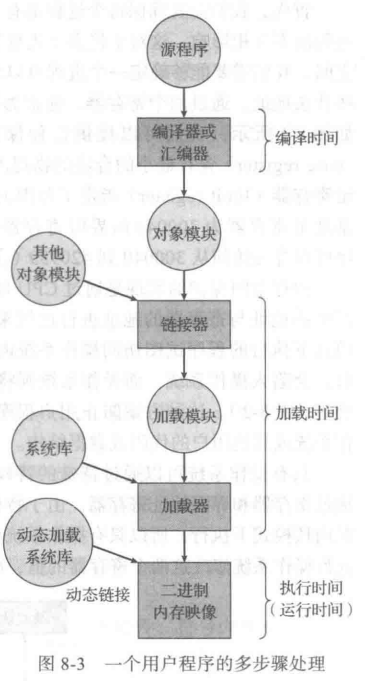 源程序
编译器或
汇编器
编译时间
对象模块
其他
对象模块
链接器
加载模块
加载时间
系统库
加载器
动态加载
系统库
动态链接
二进制
内存映像
执行时间
（运行时间）
图 8-3 一个用户程序的多步骤处理